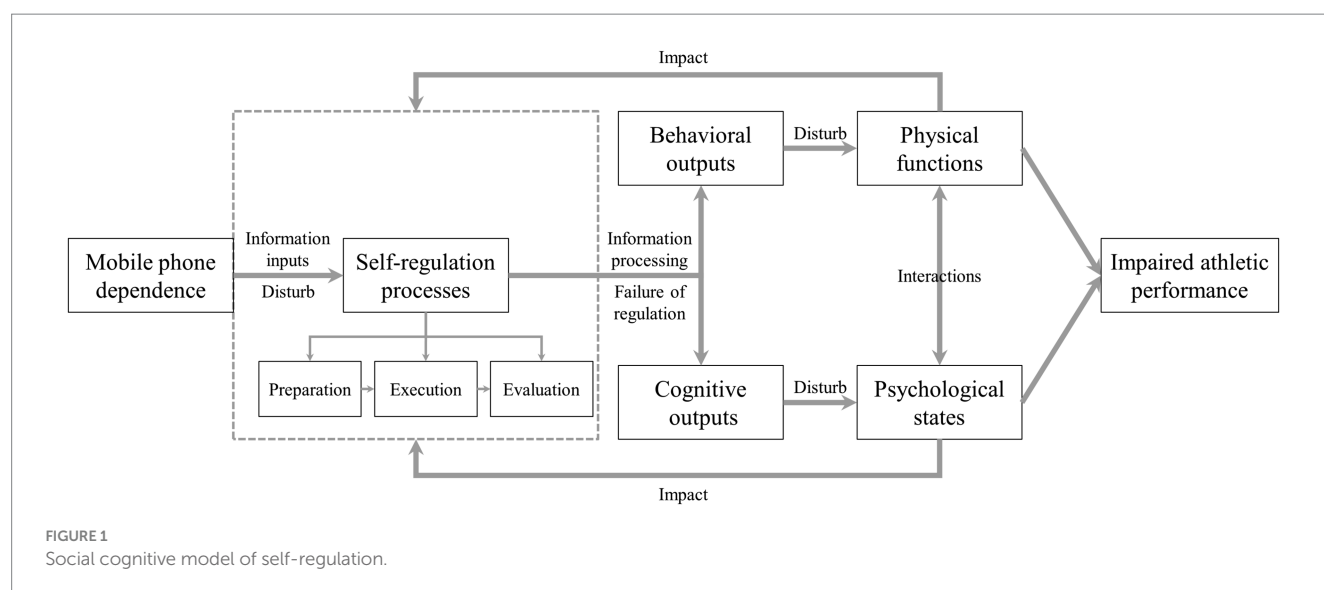 Impact
Behavioral
outputs
Disturb
Physical
functions
Mobile phone
dependence
Information
inputs
Disturb
Self-regulation
processes
Information
processing
Failure of
regulation
Interactions
Impaired athletic
performance
Preparation
Execution
Evaluation
Cognitive
outputs
Disturb
Psychological
states
Impact
FIGURE 1
Social cognitive model of self-regulation.